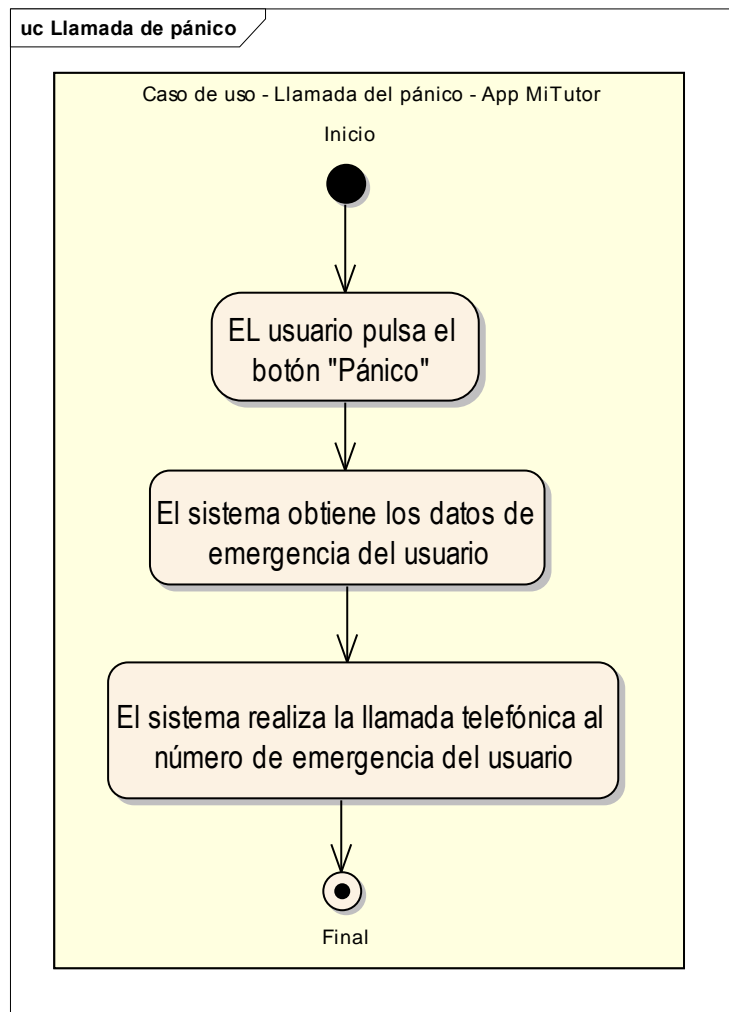 uc Llamada de pánico
Caso de uso - Llamada del pánico - App MiTutor
Inicio
EL usuario pulsa el
botón "Pánico"
El sistema obtiene los datos de
emergencia del usuario
El sistema realiza la llamada telefónica al
número de emergencia del usuario
Final